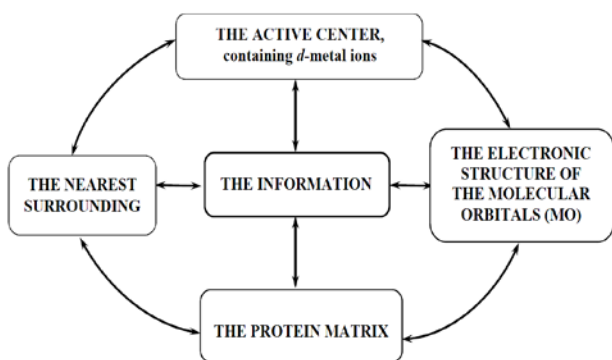 THE ACTIVE CENTER,
containing d-metal ions
THE NEAREST
SURROUNDING
THE INFORMATION
THE ELECTRONIC
STRUCTURE OF
THE MOLECULAR
ORBITALS (MO)
THE PROTEIN MATRIX